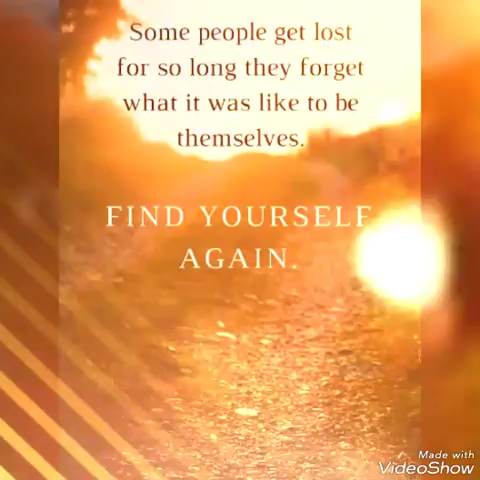 Some people get lost
for so long they forget
what it was like to be
themselves.
FIND YOURSELF
AGAIN.
Made with
VideoShow